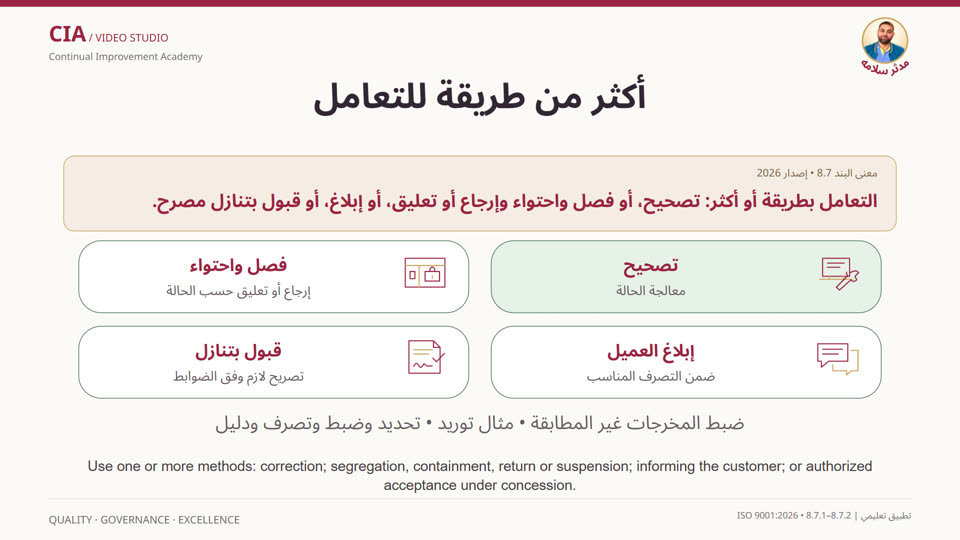 CIA / VIDEO STUDIO
Continual Improvement Academy
مدثر سلامه
أكثر من طريقة للتعامل
معنى البند 8.7 • إصدار 2026
التعامل بطريقة أو أكثر: تصحيح، أو فصل واحتواء وإرجاع أو تعليق، أو إبلاغ، أو قبول بتنازل مصرح.
تصحيح
معالجة الحالة
فصل واحتواء
إرجاع أو تعليق حسب الحالة
إبلاغ العميل
ضمن التصرف المناسب
قبول بتنازل
تصريح لازم وفق الضوابط
ضبط المخرجات غير المطابقة • مثال توريد • تحديد وضبط وتصرف ودليل
Use one or more methods: correction; segregation, containment, return or suspension; informing the customer; or authorized
acceptance under concession.
QUALITY · GOVERNANCE · EXCELLENCE
تطبيق تعليمي | ISO 9001:2026 • 8.7.1–8.7.2